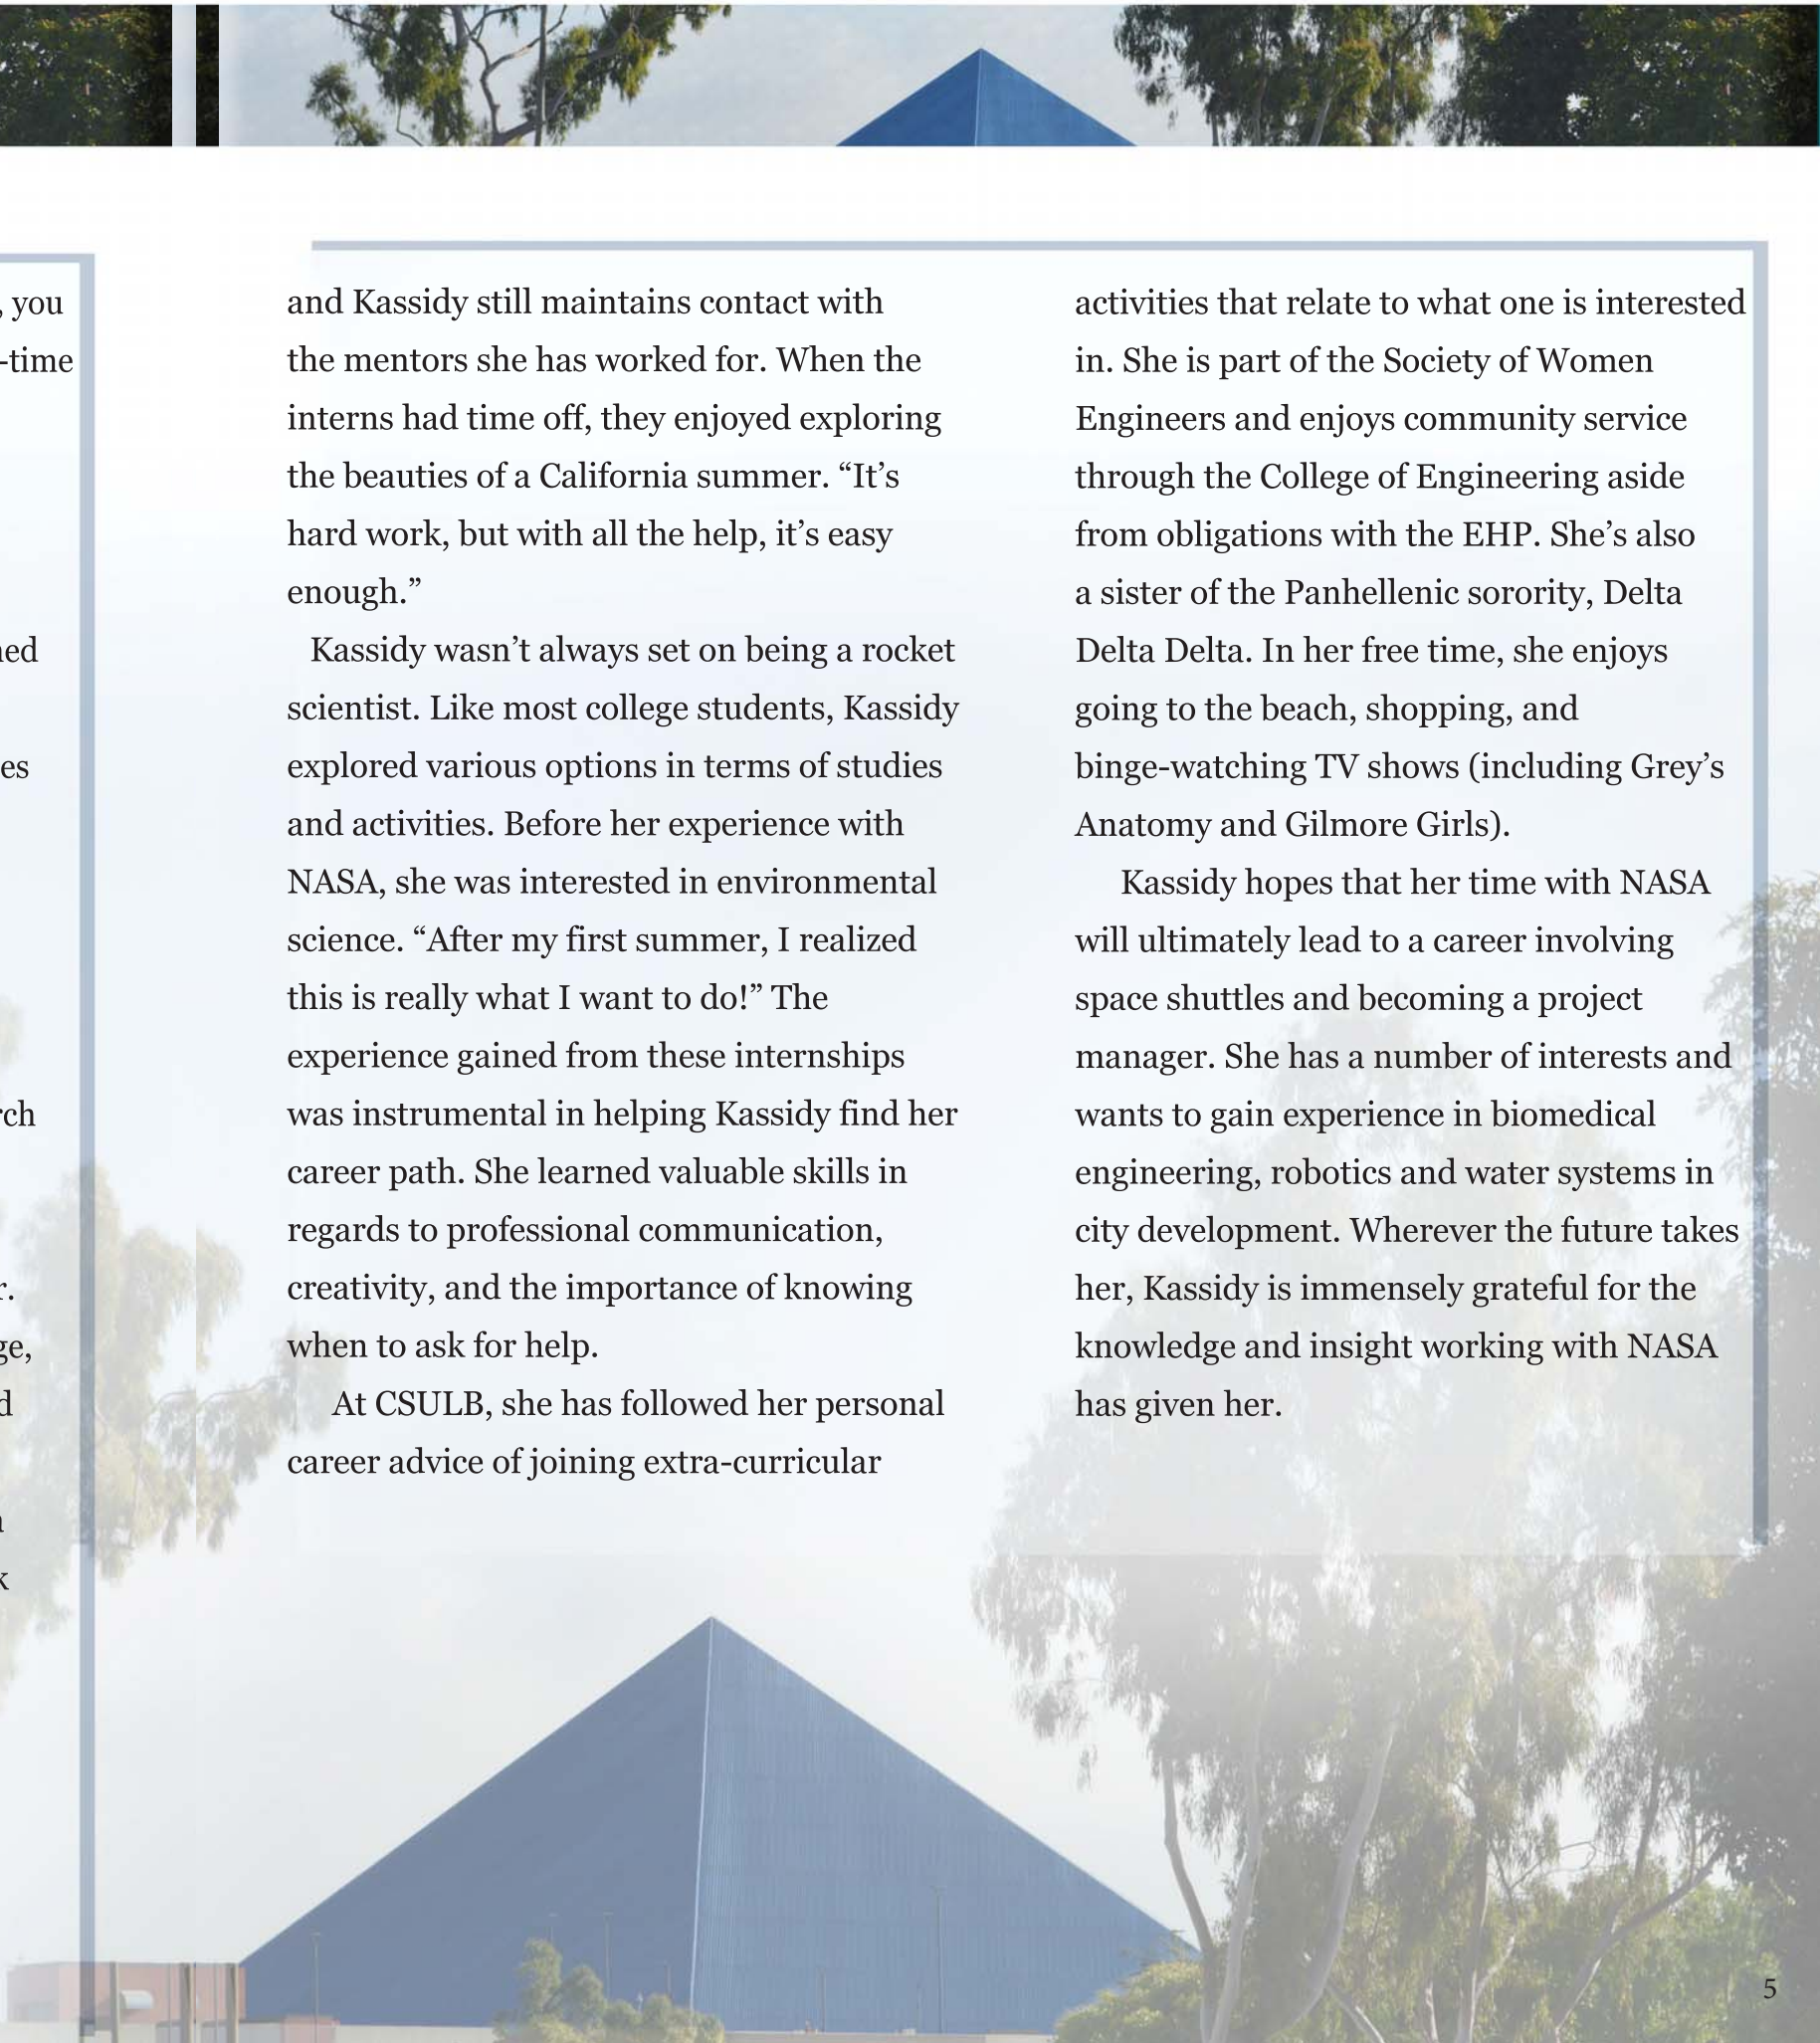 , you
-time
and Kassidy still maintains contact with
the mentors she has worked for. When the
interns had time off, they enjoyed exploring
the beauties of a California summer. “It’s
hard work, but with all the help, it’s easy
enough.”
Kassidy wasn’t always set on being a rocket
scientist. Like most college students, Kassidy
explored various options in terms of studies
and activities. Before her experience with
NASA, she was interested in environmental
science. “After my first summer, I realized
this is really what I want to do!” The
experience gained from these internships
was instrumental in helping Kassidy find her
career path. She learned valuable skills in
regards to professional communication,
creativity, and the importance of knowing
when to ask for help.
At CSULB, she has followed her personal
career advice of joining extra-curricular
activities that relate to what one is interested
in. She is part of the Society of Women
Engineers and enjoys community service
through the College of Engineering aside
from obligations with the EHP. She’s also
a sister of the Panhellenic sorority, Delta
Delta Delta. In her free time, she enjoys
going to the beach, shopping, and
binge-watching TV shows (including Grey’s
Anatomy and Gilmore Girls).
Kassidy hopes that her time with NASA
will ultimately lead to a career involving
space shuttles and becoming a project
manager. She has a number of interests and
wants to gain experience in biomedical
engineering, robotics and water systems in
city development. Wherever the future takes
her, Kassidy is immensely grateful for the
knowledge and insight working with NASA
has given her.
5